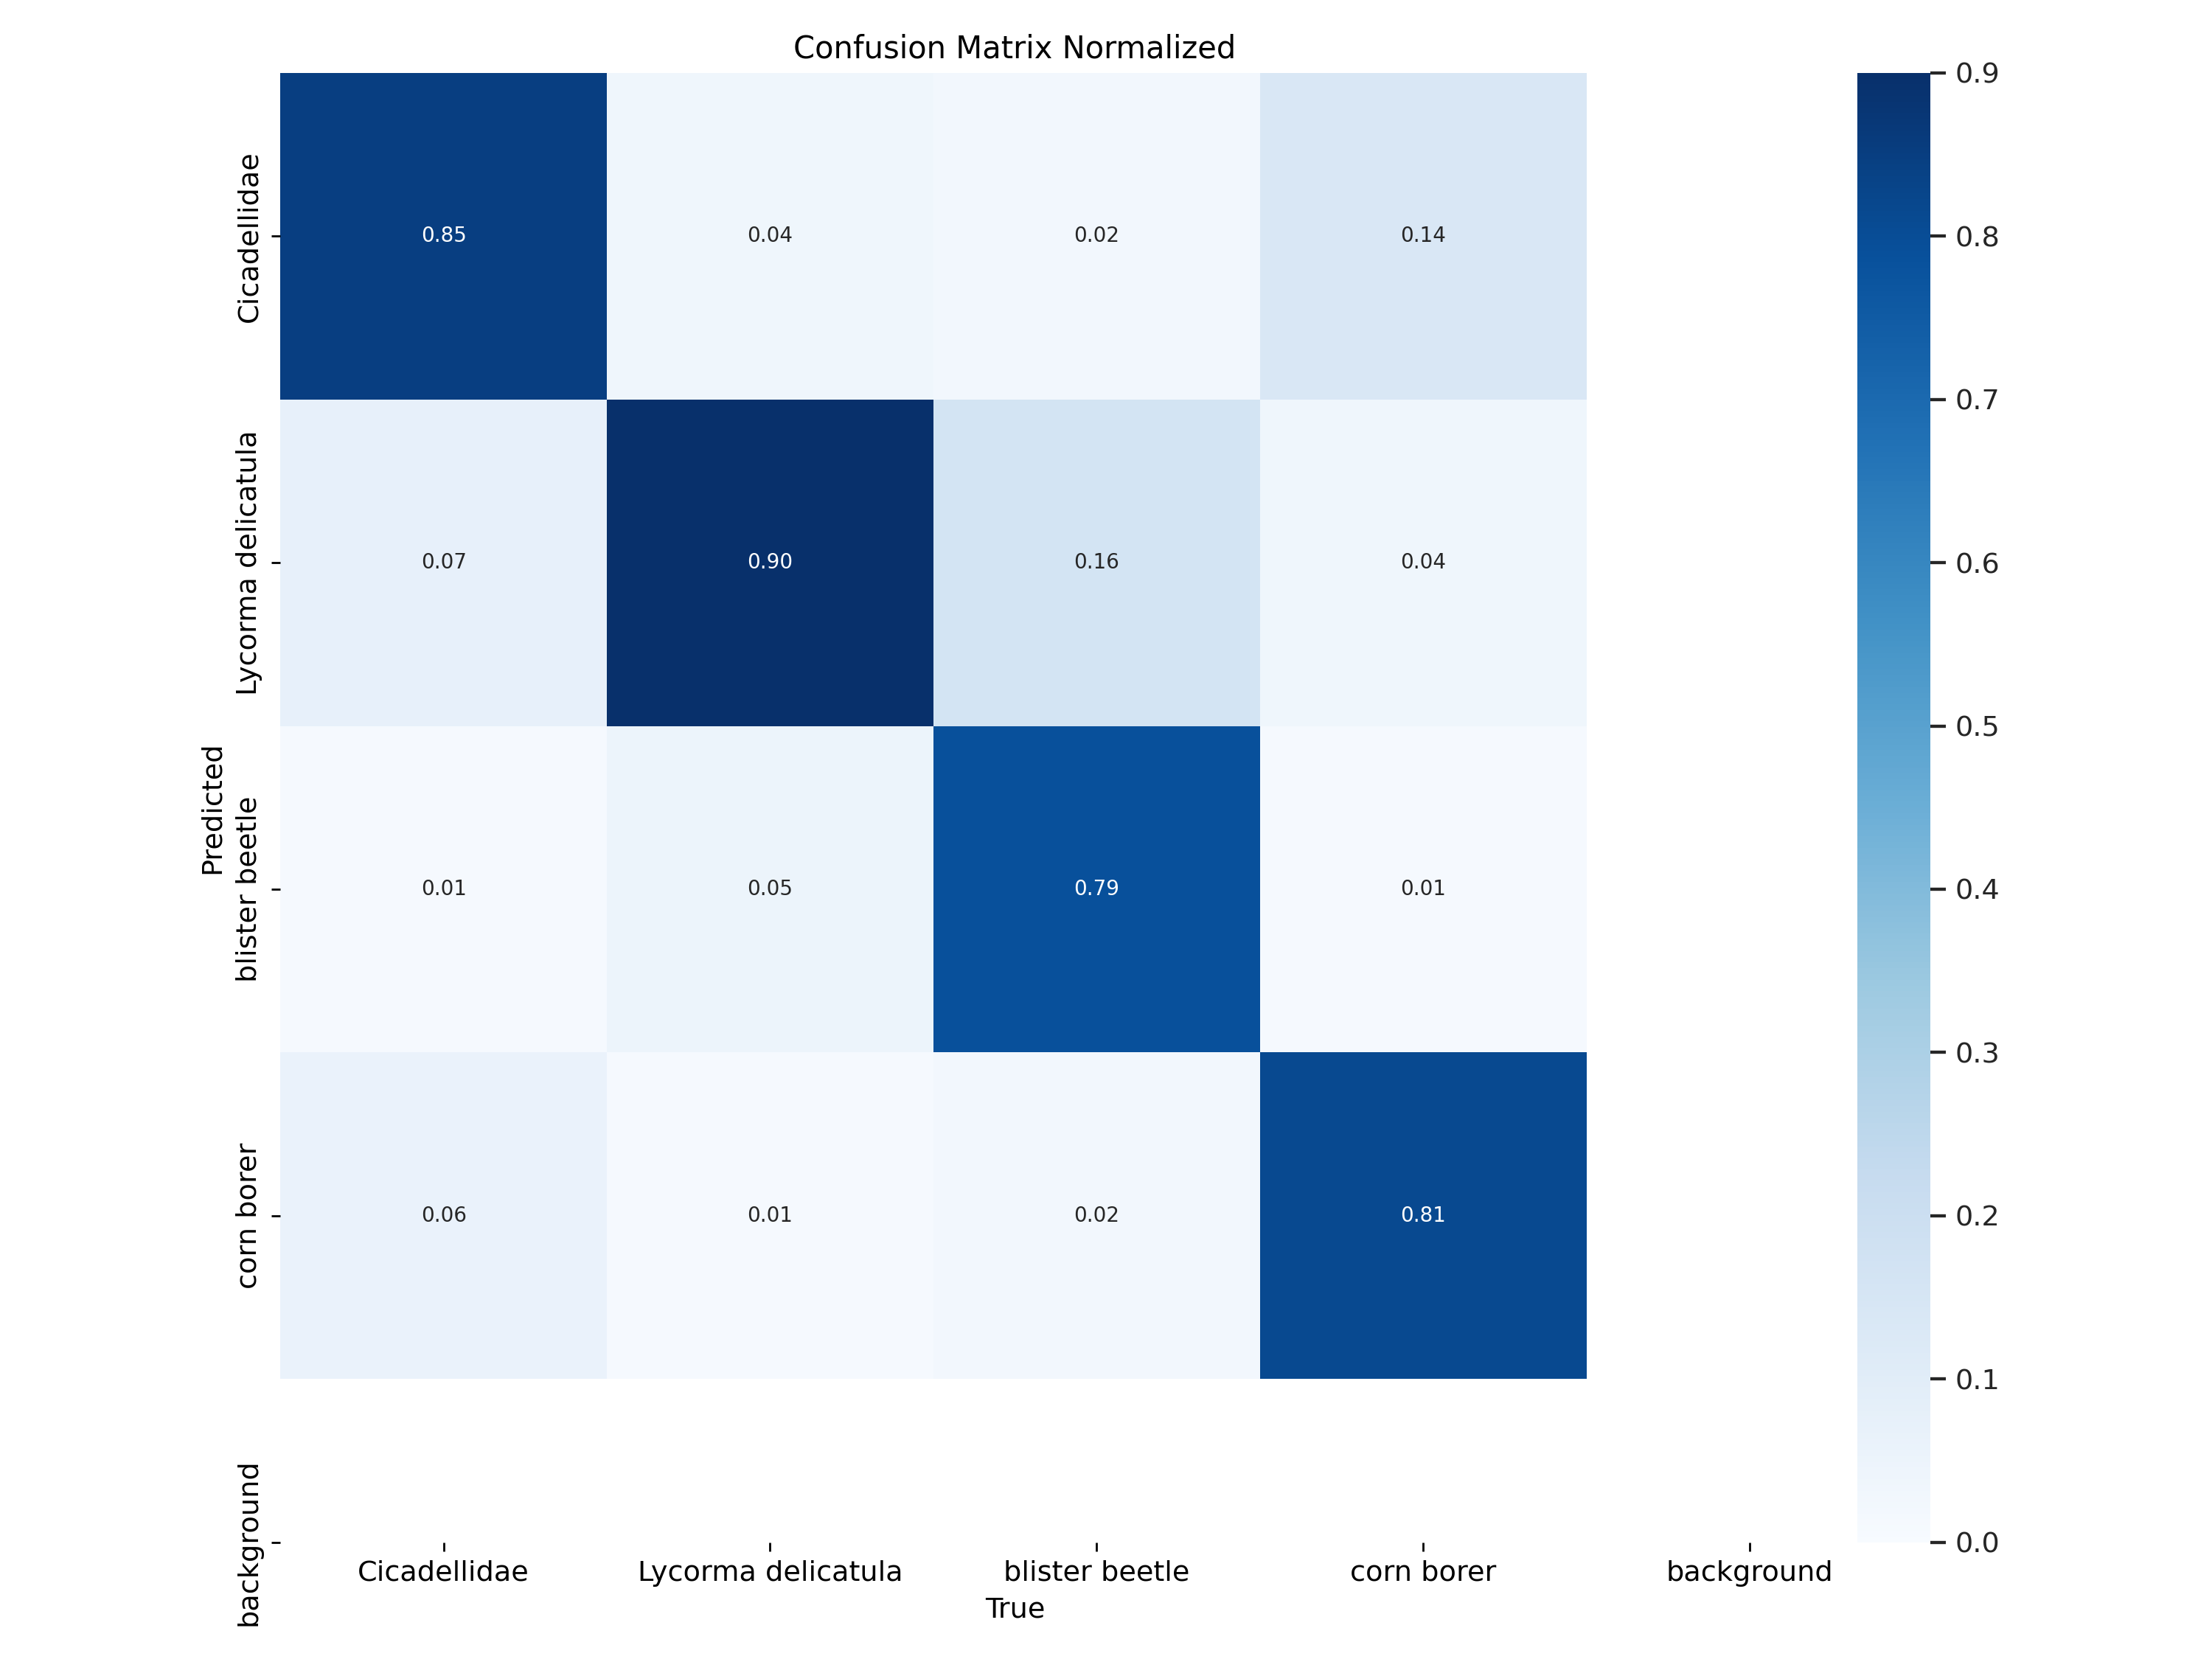 Confusion Matrix Normalized
Cicadellidae
0.85
0.04
0.02
0.14
Lycorma delicatula
0.07
0.90
0.16
0.04
blister beetle
0.01
0.05
0.79
0.01
corn borer
0.06
0.01
0.02
0.81
background
Predicted
Cicadellidae
Lycorma delicatula
blister beetle
corn borer
background
True
0.9
0.8
0.7
0.6
0.5
0.4
0.3
0.2
0.1
0.0